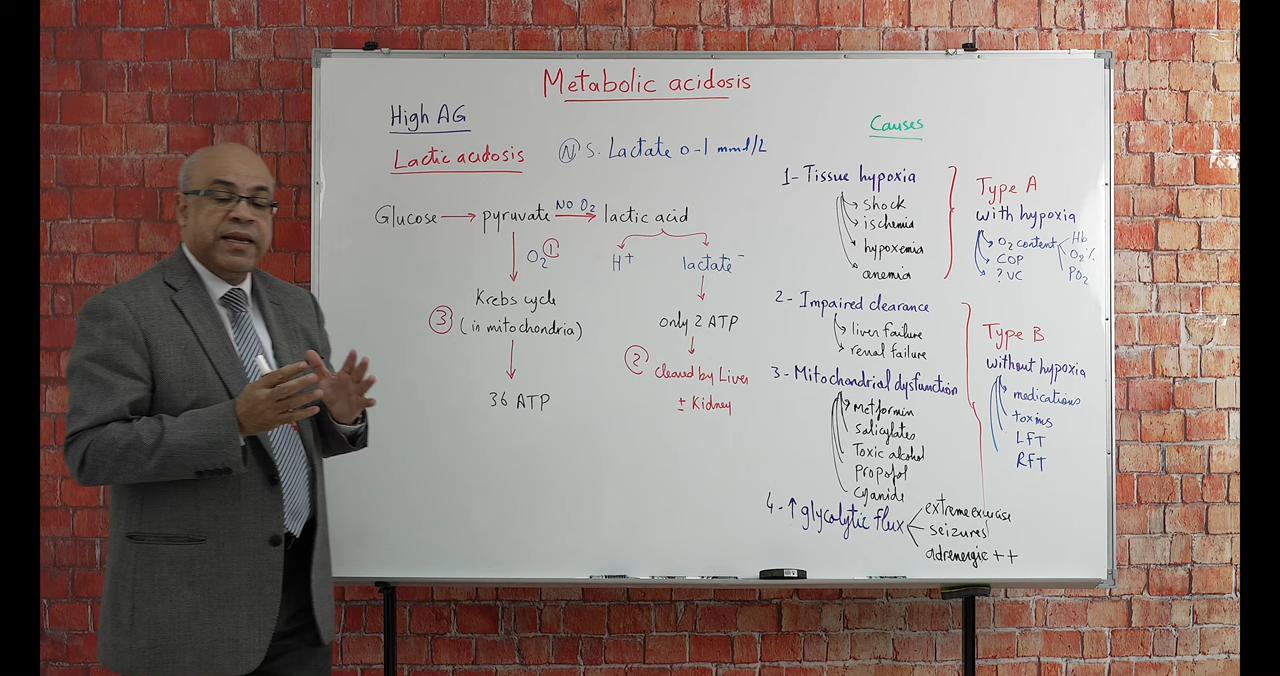 Metabolic acidosis
High AG
Lactic acidosis
(N) S. Lactate 0-1 mmol/L
Glucose → pyruvate NO O2 → lactic acid
O2 (1)
H+ lactate-
Krebs cycle
(3) (in mitochondria)
36 ATP
only 2 ATP
(2) cleared by Liver
± Kidney
Causes
1- Tissue hypoxia
shock
ischemia
hypoxemia
anemia
2- Impaired clearance
liver failure
renal failure
3- Mitochondrial dysfunction
Metformin
Salicylates
Toxic alcohol
Propofol
Cyanide
4- ↑ glycolytic flux
extreme exercise
seizures
adrenergic ++
Type A
with hypoxia
O2 content
Hb
O2%
PO2
COP
? VC
Type B
without hypoxia
medications
toxins
LFT
RFT